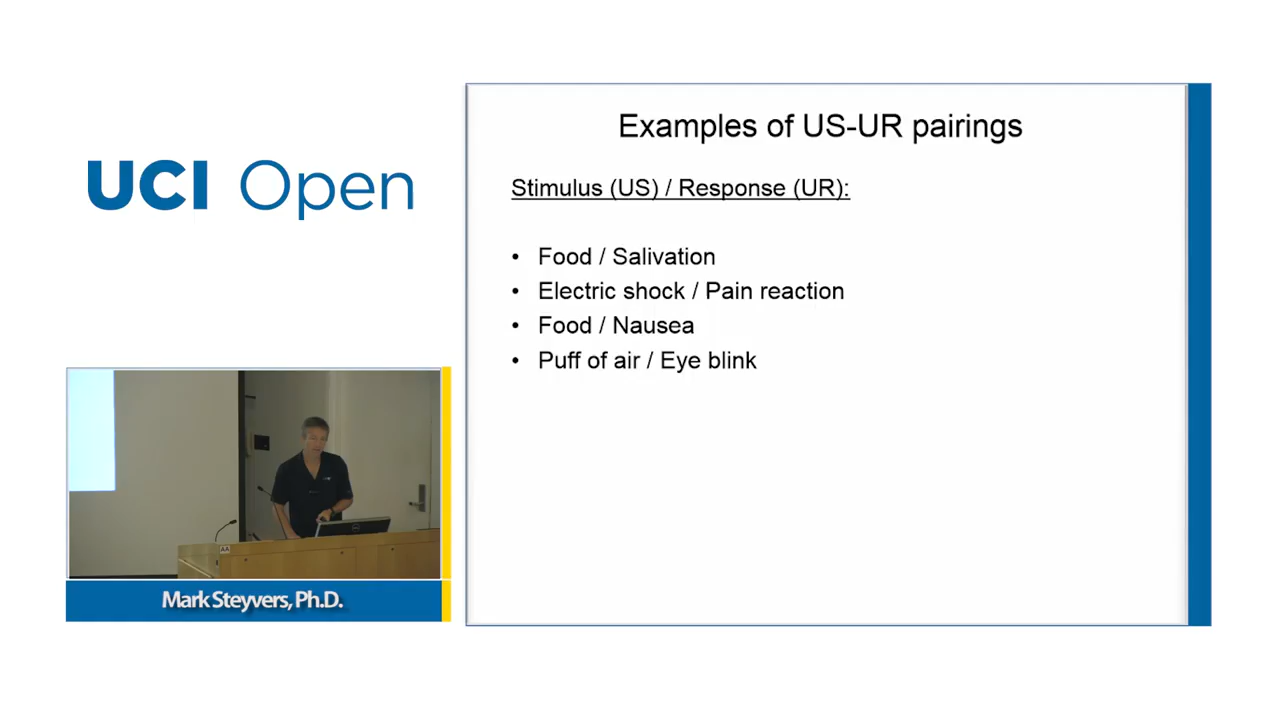 UCI Open
Examples of US-UR pairings
Stimulus (US) / Response (UR):
• Food / Salivation
• Electric shock / Pain reaction
• Food / Nausea
• Puff of air / Eye blink
AA
Mark Steyvers, Ph.D.